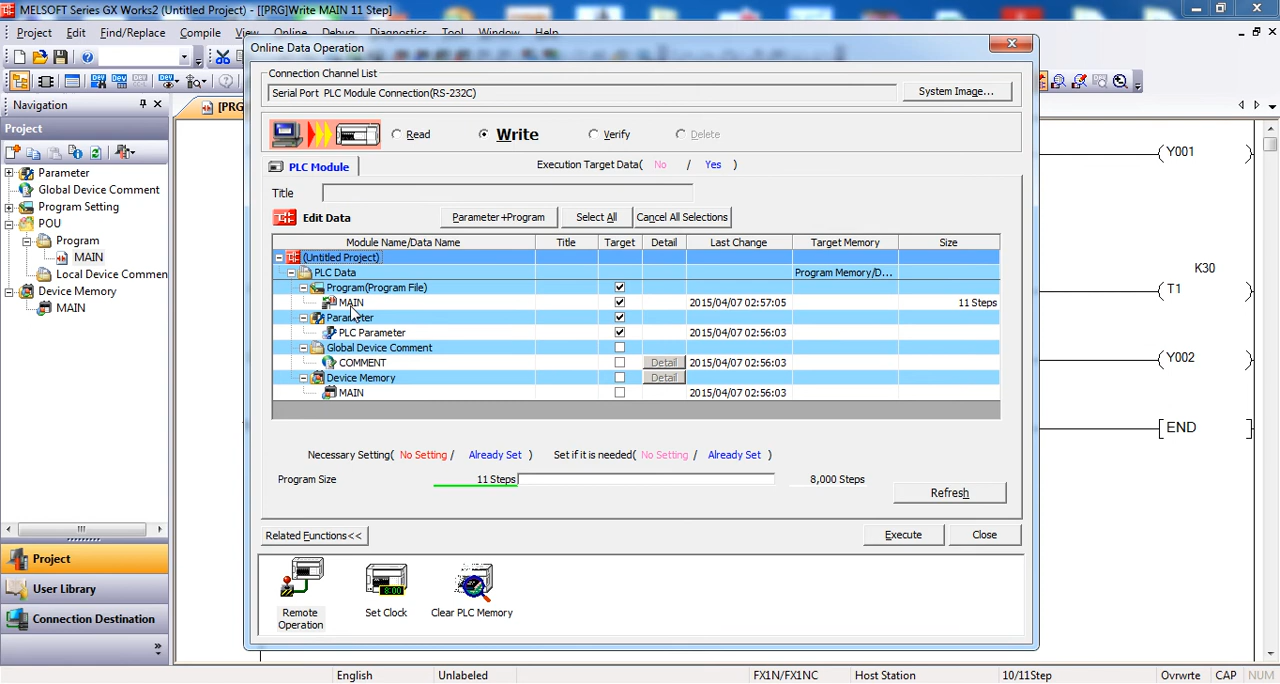 MELSOFT Series GX Works2 (Untitled Project) - [[PRG]Write MAIN 11 Step]
Project Edit Find/Replace Compile View Online Debug Diagnostics Tool Window Help
Online Data Operation
Connection Channel List
Serial Port PLC Module Connection(RS-232C)
System Image...
Read
Write
Verify
Delete
PLC Module
Execution Target Data( No / Yes )
Title
Edit Data
Parameter+Program
Select All
Cancel All Selections
Module Name/Data Name Title Target Detail Last Change Target Memory Size
(Untitled Project)
PLC Data Program Memory/D...
Program(Program File)
MAIN 2015/04/07 02:57:05 11 Steps
Parameter
PLC Parameter 2015/04/07 02:56:03
Global Device Comment
COMMENT Detail 2015/04/07 02:56:03
Device Memory Detail
MAIN 2015/04/07 02:56:03
Necessary Setting( No Setting / Already Set ) Set if it is needed( No Setting / Already Set )
Program Size 11 Steps 8,000 Steps
Refresh
Related Functions<<
Execute
Close
Remote
Operation
Set Clock
Clear PLC Memory
Navigation
Project
Parameter
Global Device Comment
Program Setting
POU
Program
MAIN
Local Device Commen
Device Memory
MAIN
Project
User Library
Connection Destination
[PRG
Y001
K30
T1
Y002
END
English Unlabeled FX1N/FX1NC Host Station 10/11Step Ovrwrte CAP NUM